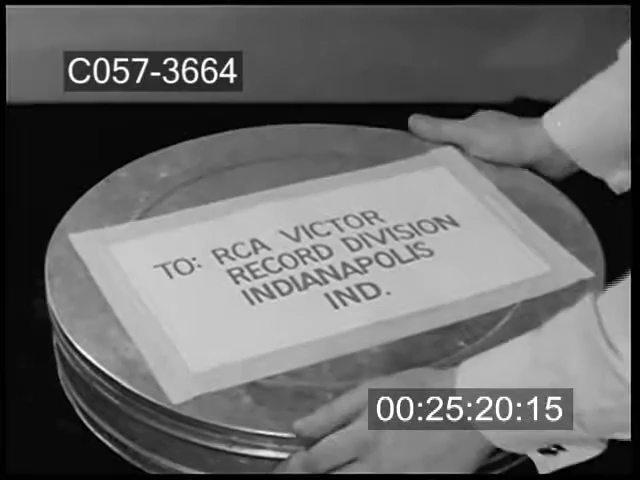 C057-3664
TO: RCA VICTOR
RECORD DIVISION
INDIANAPOLIS
IND.
00:25:20:15